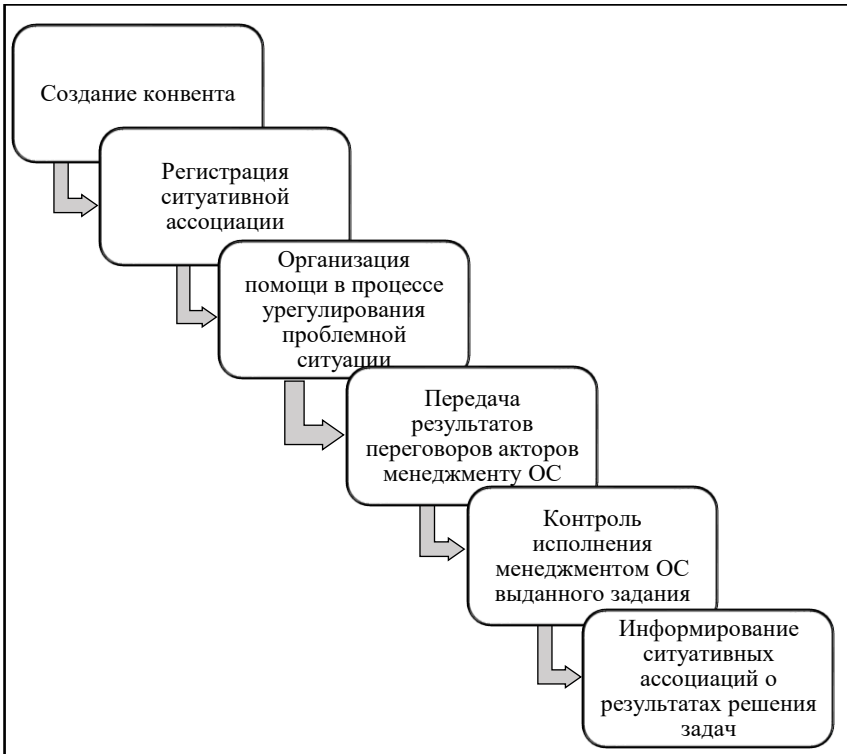 Создание конвента
Регистрация
ситуативной
ассоциации
Организация
помощи в процессе
урегулирования
проблемной
ситуации
Передача
результатов
переговоров акторов
менеджменту ОС
Контроль
исполнения
менеджментом ОС
выданного задания
Информирование
ситуативных
ассоциаций о
результатах решения
задач